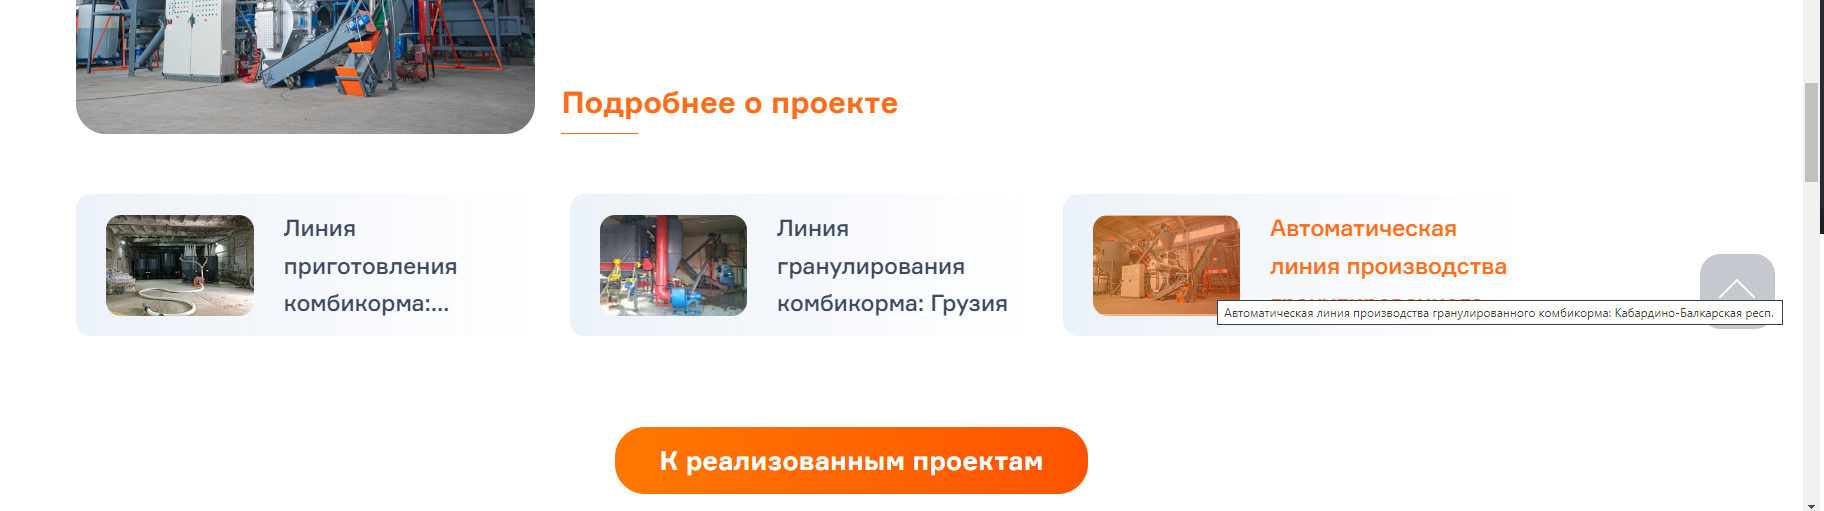 Подробнее о проекте
Линия
приготовления
комбикорма:...
Линия
гранулирования
комбикорма: Грузия
Автоматическая
линия производства
Автоматическая линия производства гранулированного комбикорма: Кабардино-Балкарская респ.
К реализованным проектам